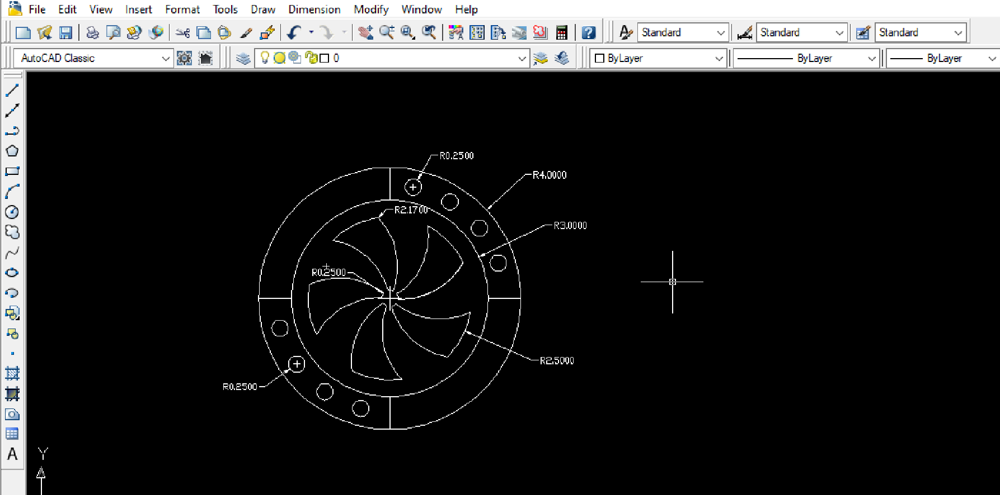 File Edit View Insert Format Tools Draw Dimension Modify Window Help
Standard Standard Standard
AutoCAD Classic 0 ByLayer ByLayer ByLayer
R0.2500
R4.0000
R2.1700
R3.0000
R0.2500
R2.5000
R0.2500
A
Y